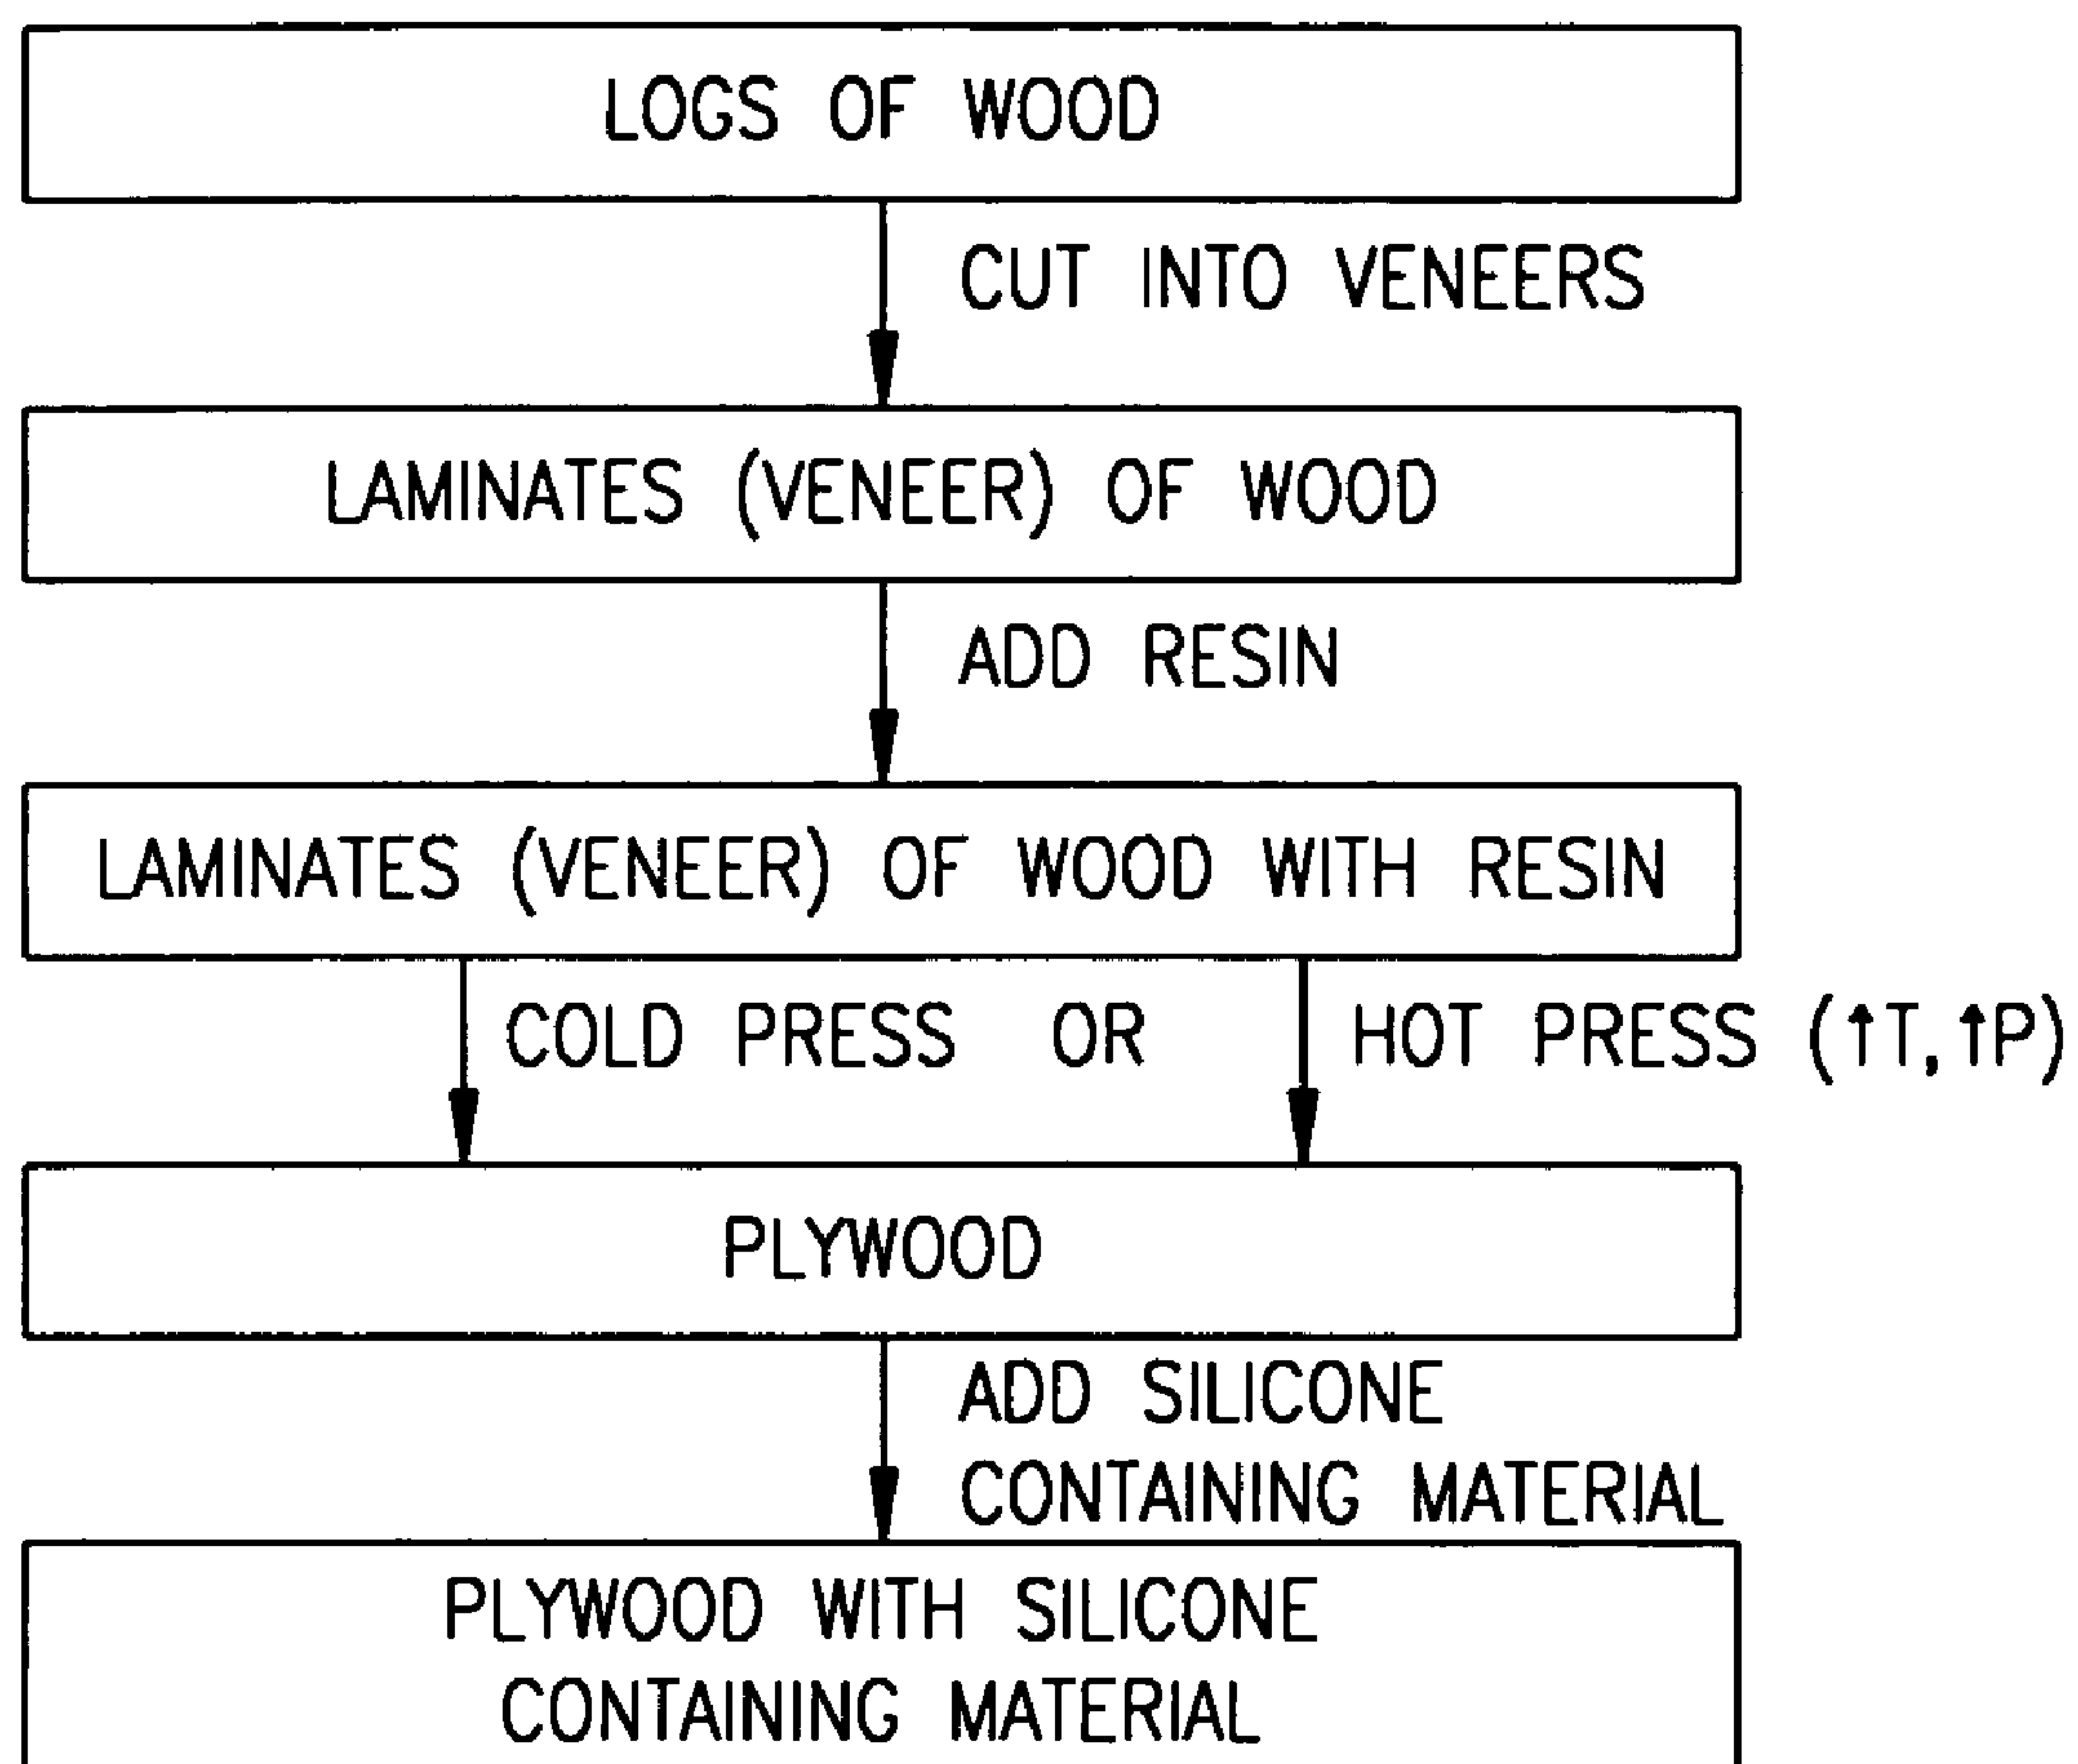 LOGS OF WOOD
CUT INTO VENEERS
LAMINATES (VENEER) OF WOOD
ADD RESIN
LAMINATES (VENEER) OF WOOD WITH RESIN
COLD PRESS OR HOT PRESS (↑T, ↑P)
PLYWOOD
ADD SILICONE
CONTAINING MATERIAL
PLYWOOD WITH SILICONE
CONTAINING MATERIAL